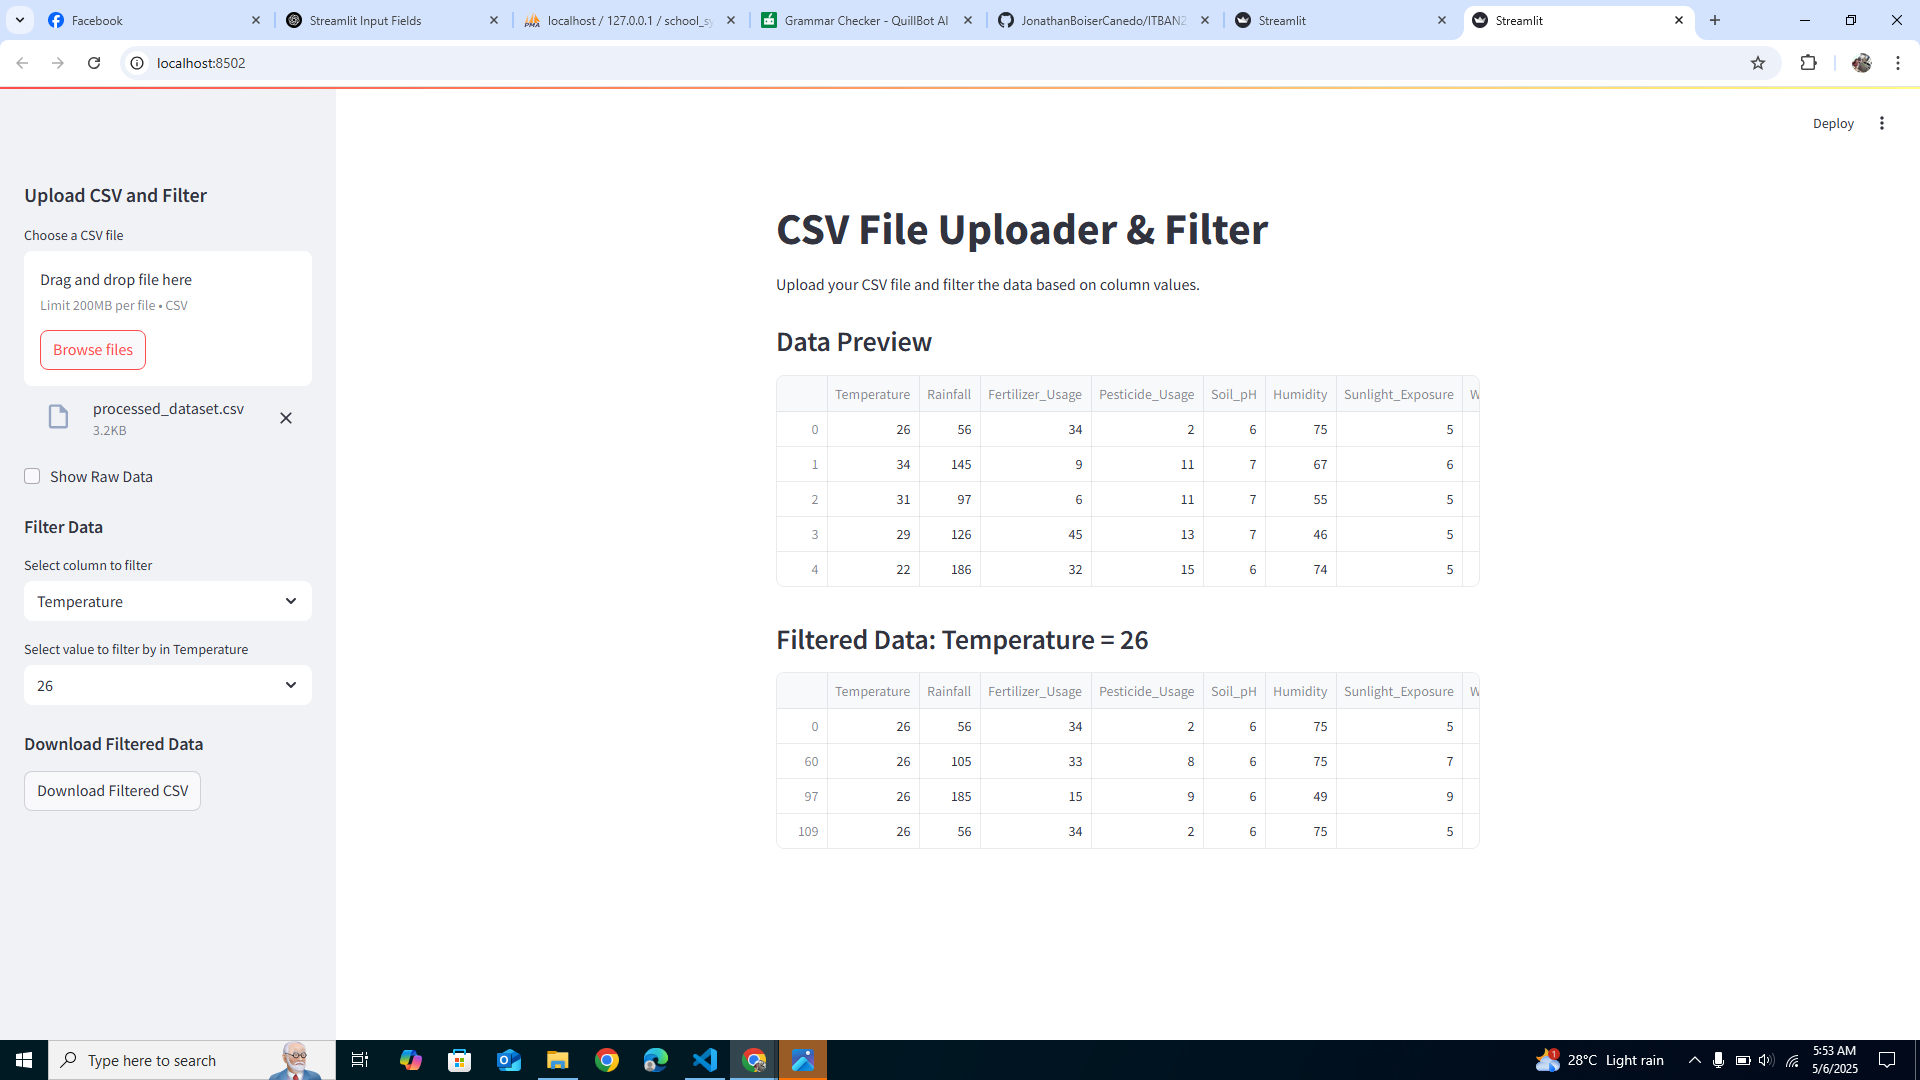 Facebook
Streamlit Input Fields
localhost / 127.0.0.1 / school_sy
Grammar Checker - QuillBot AI
JonathanBoiserCanedo/ITBAN2
Streamlit
Streamlit
localhost:8502
Deploy
Upload CSV and Filter
Choose a CSV file
Drag and drop file here
Limit 200MB per file • CSV
Browse files
processed_dataset.csv
3.2KB
Show Raw Data
Filter Data
Select column to filter
Temperature
Select value to filter by in Temperature
26
Download Filtered Data
Download Filtered CSV
CSV File Uploader & Filter
Upload your CSV file and filter the data based on column values.
Data Preview
Temperature Rainfall Fertilizer_Usage Pesticide_Usage Soil_pH Humidity Sunlight_Exposure W
0 26 56 34 2 6 75 5
1 34 145 9 11 7 67 6
2 31 97 6 11 7 55 5
3 29 126 45 13 7 46 5
4 22 186 32 15 6 74 5
Filtered Data: Temperature = 26
Temperature Rainfall Fertilizer_Usage Pesticide_Usage Soil_pH Humidity Sunlight_Exposure W
0 26 56 34 2 6 75 5
60 26 105 33 8 6 75 7
97 26 185 15 9 6 49 9
109 26 56 34 2 6 75 5
Type here to search
1
28°C Light rain
5:53 AM
5/6/2025